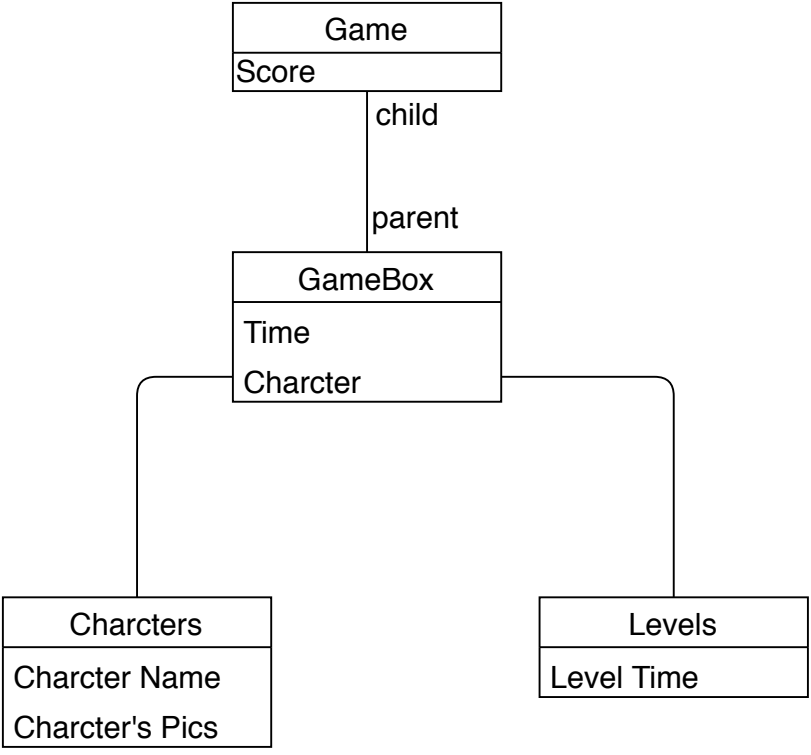 Game
Score
child
parent
GameBox
Time
Charcter
Charcters
Charcter Name
Charcter's Pics
Levels
Level Time